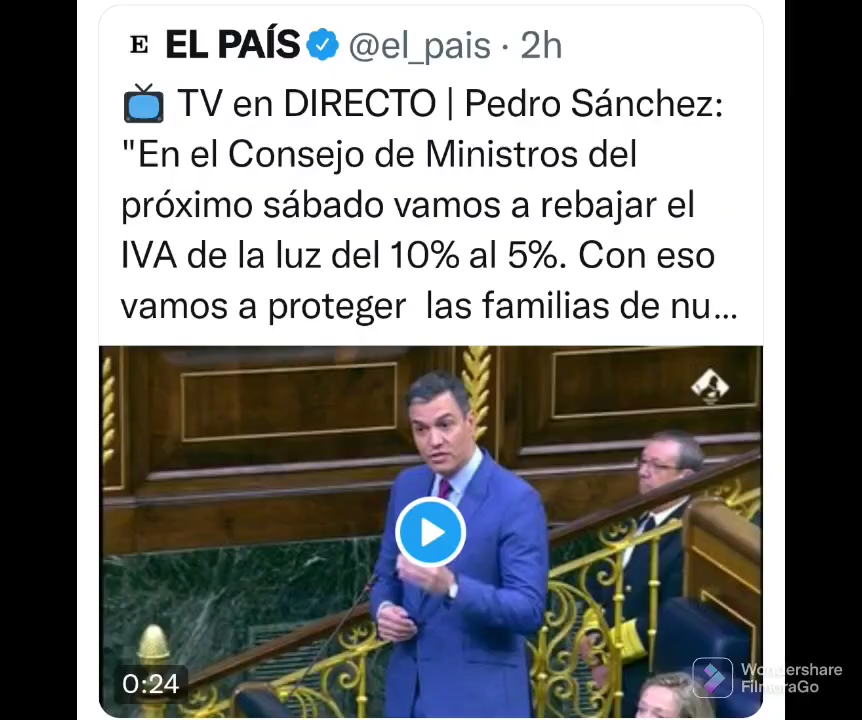 E EL PAÍS @el_pais · 2h
TV en DIRECTO | Pedro Sánchez:
"En el Consejo de Ministros del
próximo sábado vamos a rebajar el
IVA de la luz del 10% al 5%. Con eso
vamos a proteger las familias de nu...
0:24
Wondershare
FilmoraGo